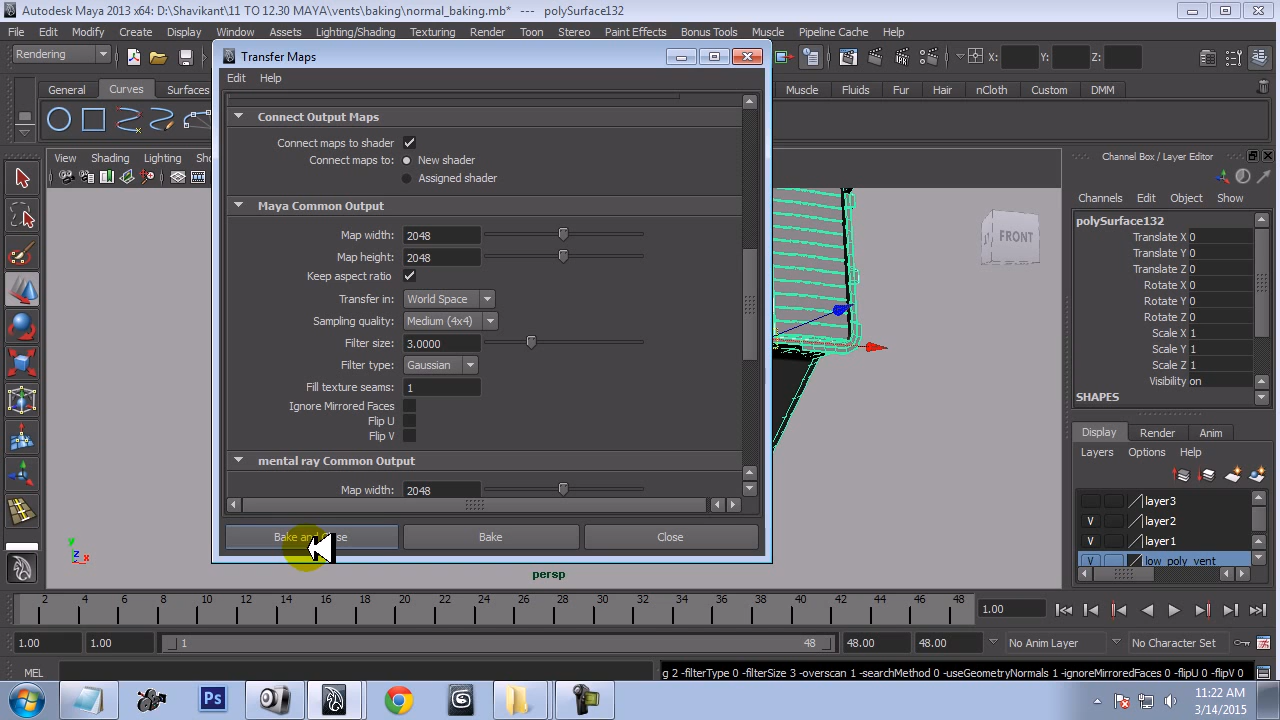 Autodesk Maya 2013 x64: D:\Shavikant\11 TO 12.30 MAYA\vents\baking\normal_baking.mb* --- polySurface132
File Edit Modify Create Display Window Assets Lighting/Shading Texturing Render Toon Stereo Paint Effects Bonus Tools Muscle Pipeline Cache Help
Rendering
X: Y: Z:
General Curves Surfaces
Muscle Fluids Fur Hair nCloth Custom DMM
View Shading Lighting Sh
Transfer Maps
Edit Help
Connect Output Maps
Connect maps to shader
Connect maps to: New shader
Assigned shader
Maya Common Output
Map width: 2048
Map height: 2048
Keep aspect ratio
Transfer in: World Space
Sampling quality: Medium (4x4)
Filter size: 3.0000
Filter type: Gaussian
Fill texture seams: 1
Ignore Mirrored Faces
Flip U
Flip V
mental ray Common Output
Map width: 2048
Bake Close
FRONT
persp
y
z x
Channel Box / Layer Editor
Channels Edit Object Show
polySurface132
Translate X 0
Translate Y 0
Translate Z 0
Rotate X 0
Rotate Y 0
Rotate Z 0
Scale X 1
Scale Y 1
Scale Z 1
Visibility on
SHAPES
Display Render Anim
Layers Options Help
layer3
V layer2
V layer1
V low_poly_vent
2 4 6 8 10 12 14 16 18 20 22 24 26 28 30 32 34 36 38 40 42 44 46 48
1.00
1.00 1.00 1 48 48.00 48.00 No Anim Layer No Character Set
MEL
g 2 -filterType 0 -filterSize 3 -overscan 1 -searchMethod 0 -useGeometryNormals 1 -ignoreMirroredFaces 0 -flipU 0 -flipV 0
Ps
11:22 AM
3/14/2015